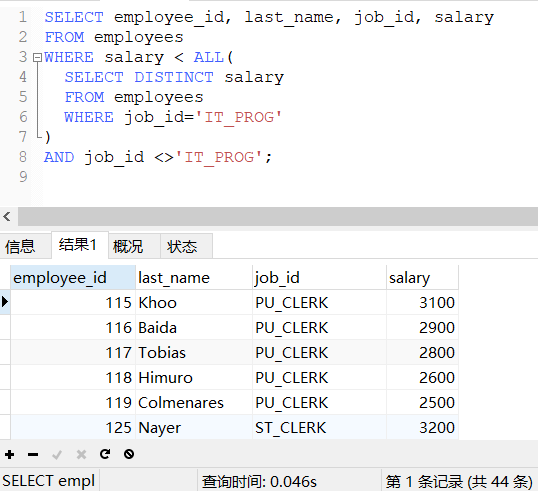 1 SELECT employee_id, last_name, job_id, salary
2 FROM employees
3 WHERE salary < ALL(
4 SELECT DISTINCT salary
5 FROM employees
6 WHERE job_id='IT_PROG'
7 )
8 AND job_id <>'IT_PROG';
9
信息 结果1 概况 状态
employee_id last_name job_id salary
115 Khoo PU_CLERK 3100
116 Baida PU_CLERK 2900
117 Tobias PU_CLERK 2800
118 Himuro PU_CLERK 2600
119 Colmenares PU_CLERK 2500
125 Nayer ST_CLERK 3200
SELECT empl 查询时间: 0.046s 第 1 条记录 (共 44 条)